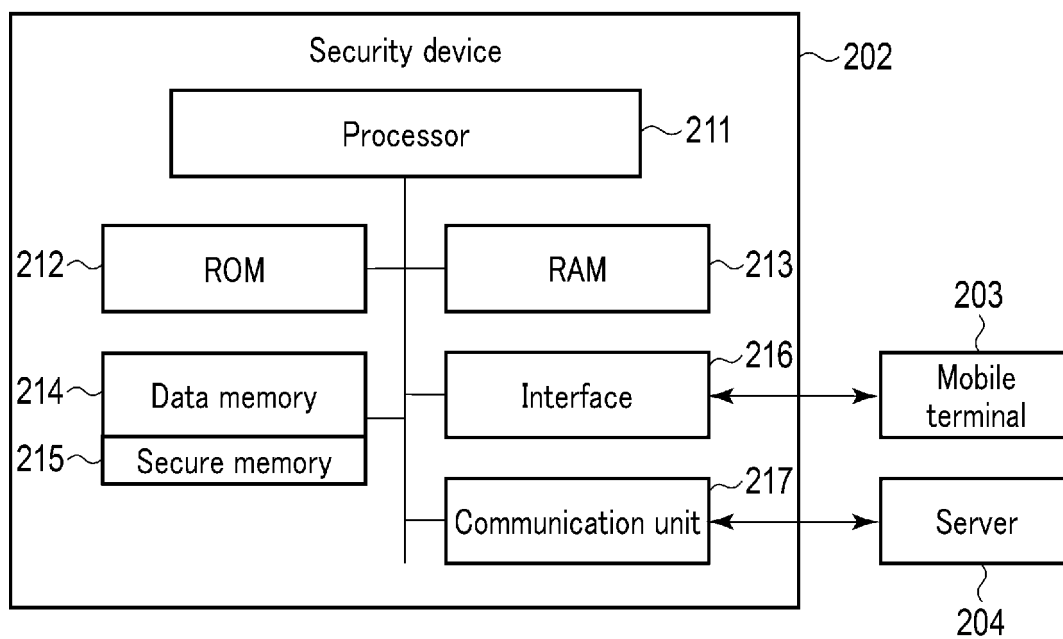 Security device
202
Processor
211
212
ROM
RAM
213
203
214
Data memory
Interface
216
Mobile
terminal
215
Secure memory
217
Communication unit
Server
204